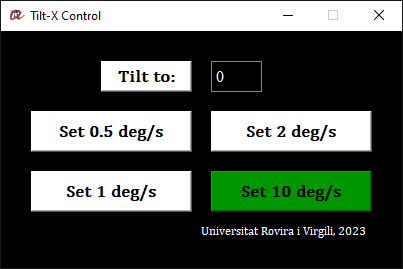 Tilt-X Control
Tilt to: 0
Set 0.5 deg/s Set 2 deg/s
Set 1 deg/s Set 10 deg/s
Universitat Rovira i Virgili, 2023